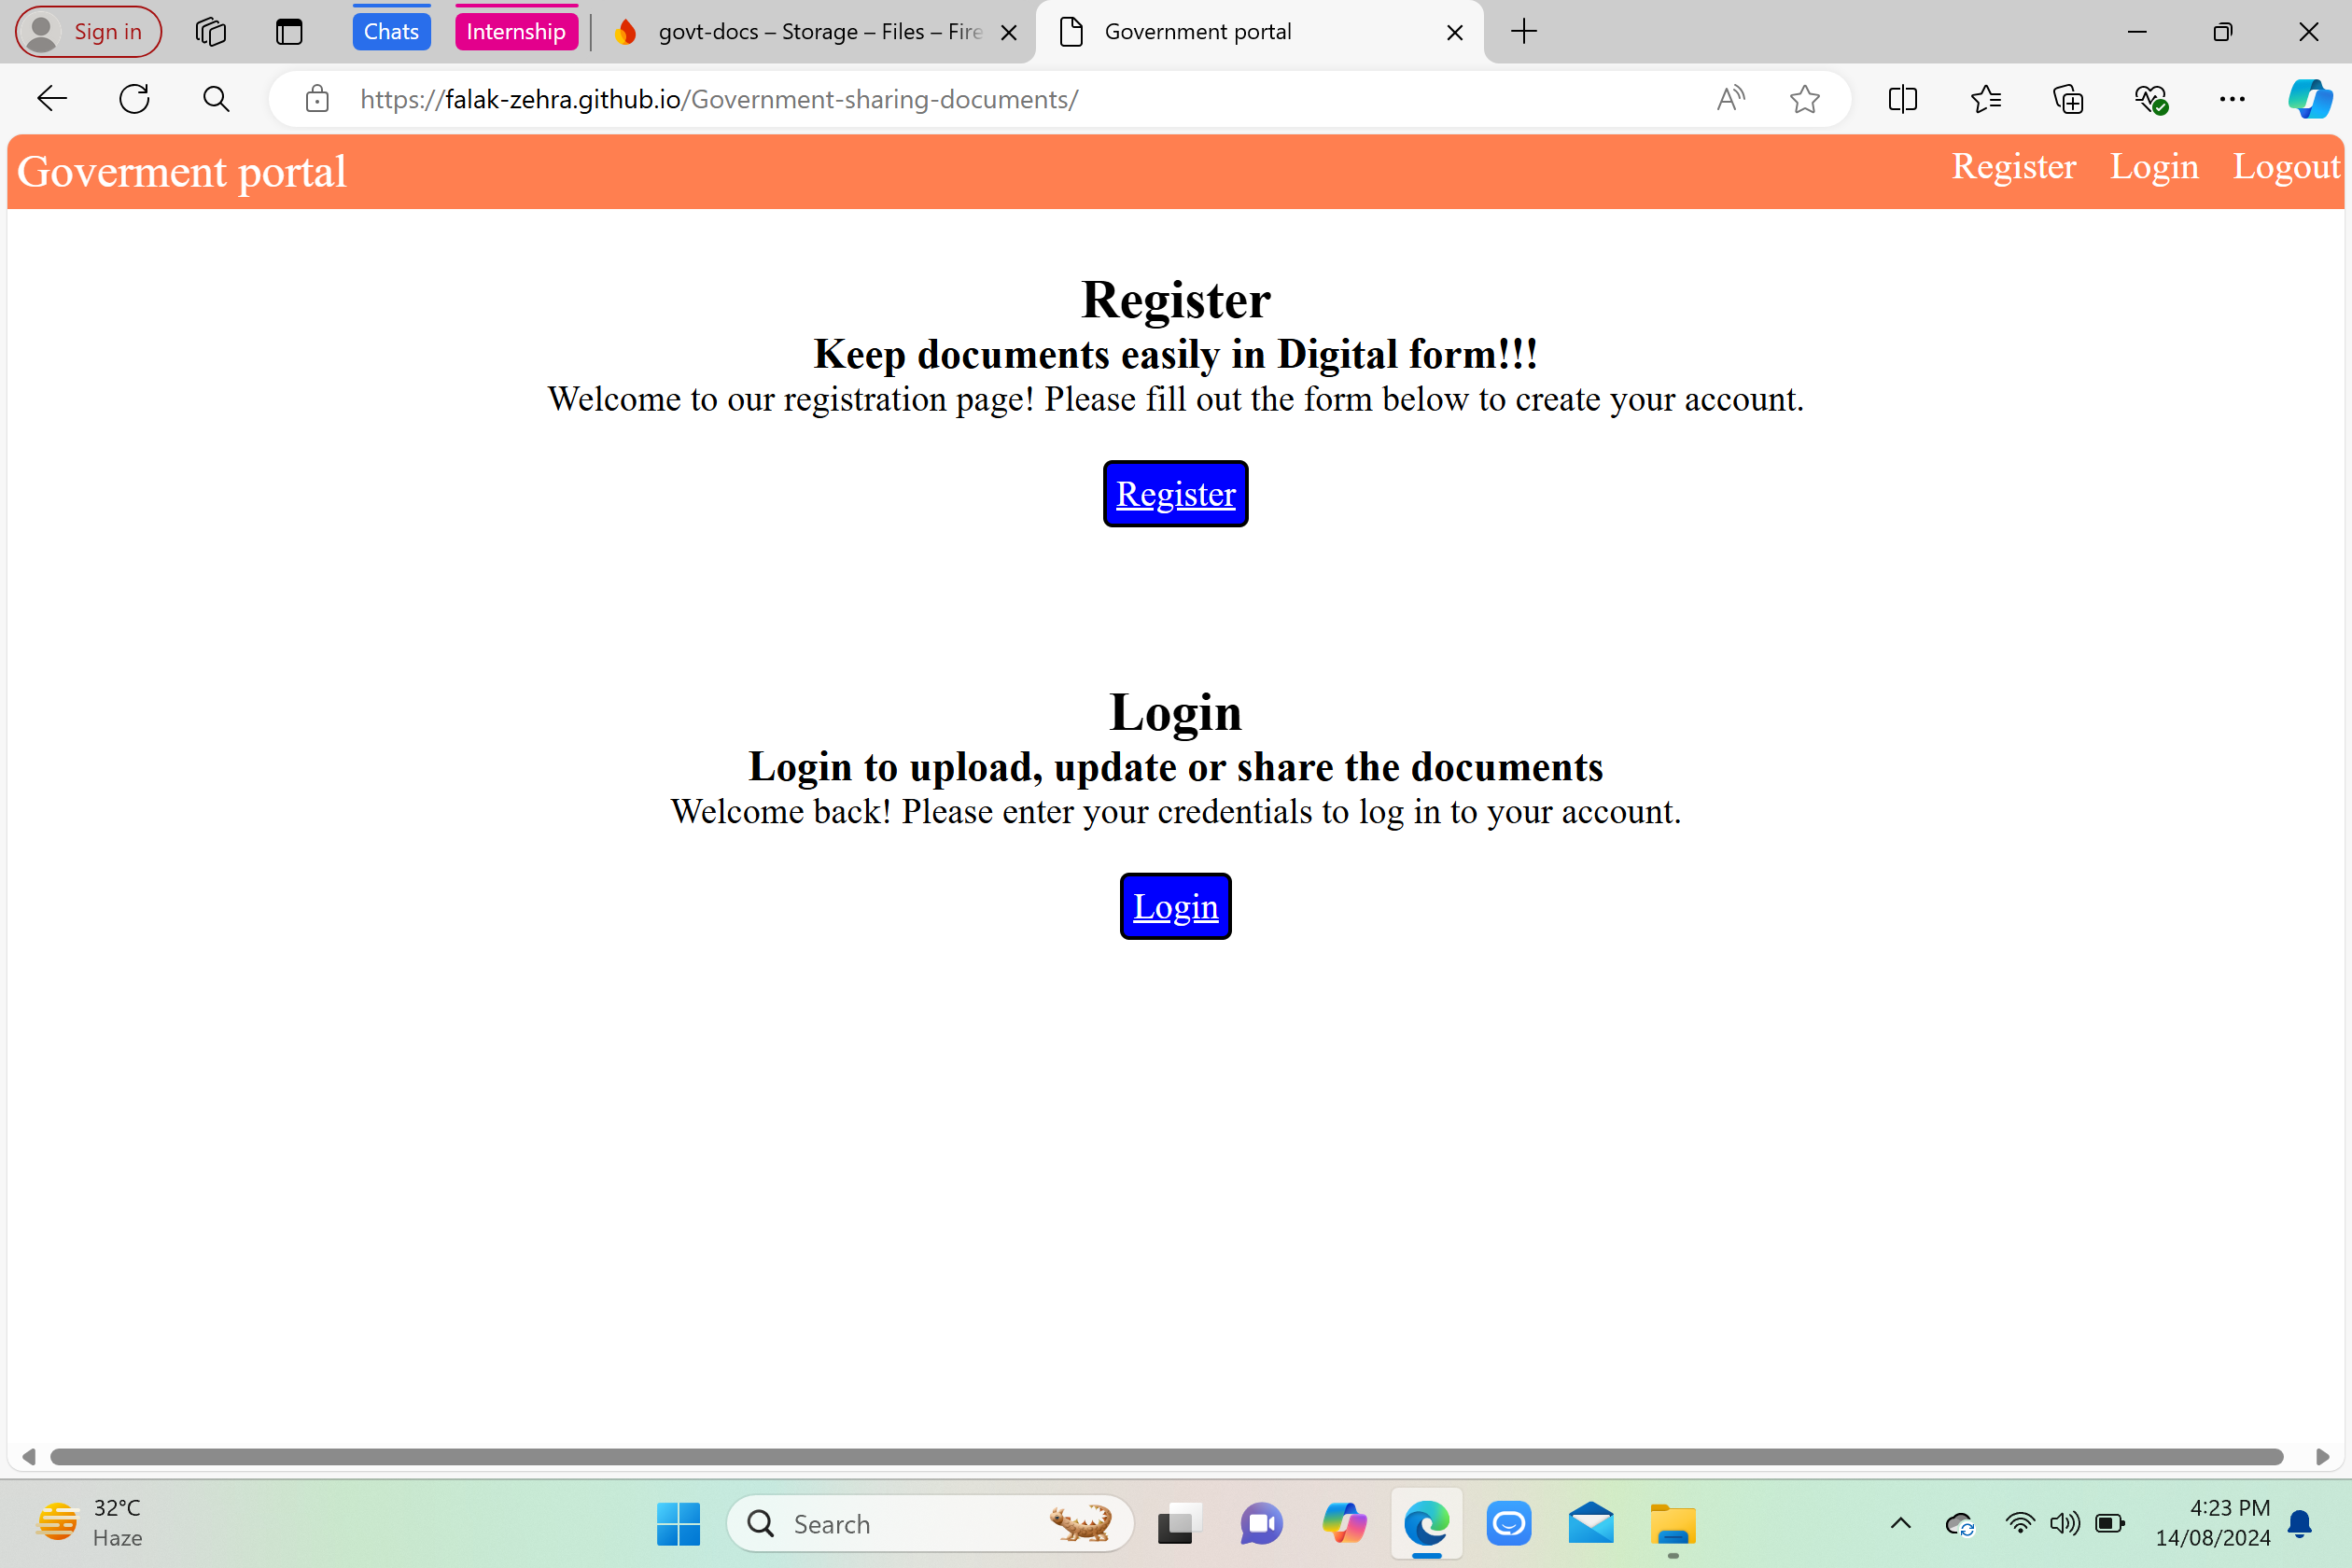 Sign in
Chats
Internship
govt-docs – Storage – Files – Fire
Government portal
https://falak-zehra.github.io/Government-sharing-documents/
Goverment portal
Register Login Logout
Register
Keep documents easily in Digital form!!!
Welcome to our registration page! Please fill out the form below to create your account.
Register
Login
Login to upload, update or share the documents
Welcome back! Please enter your credentials to log in to your account.
Login
32°C
Haze
Search
4:23 PM
14/08/2024